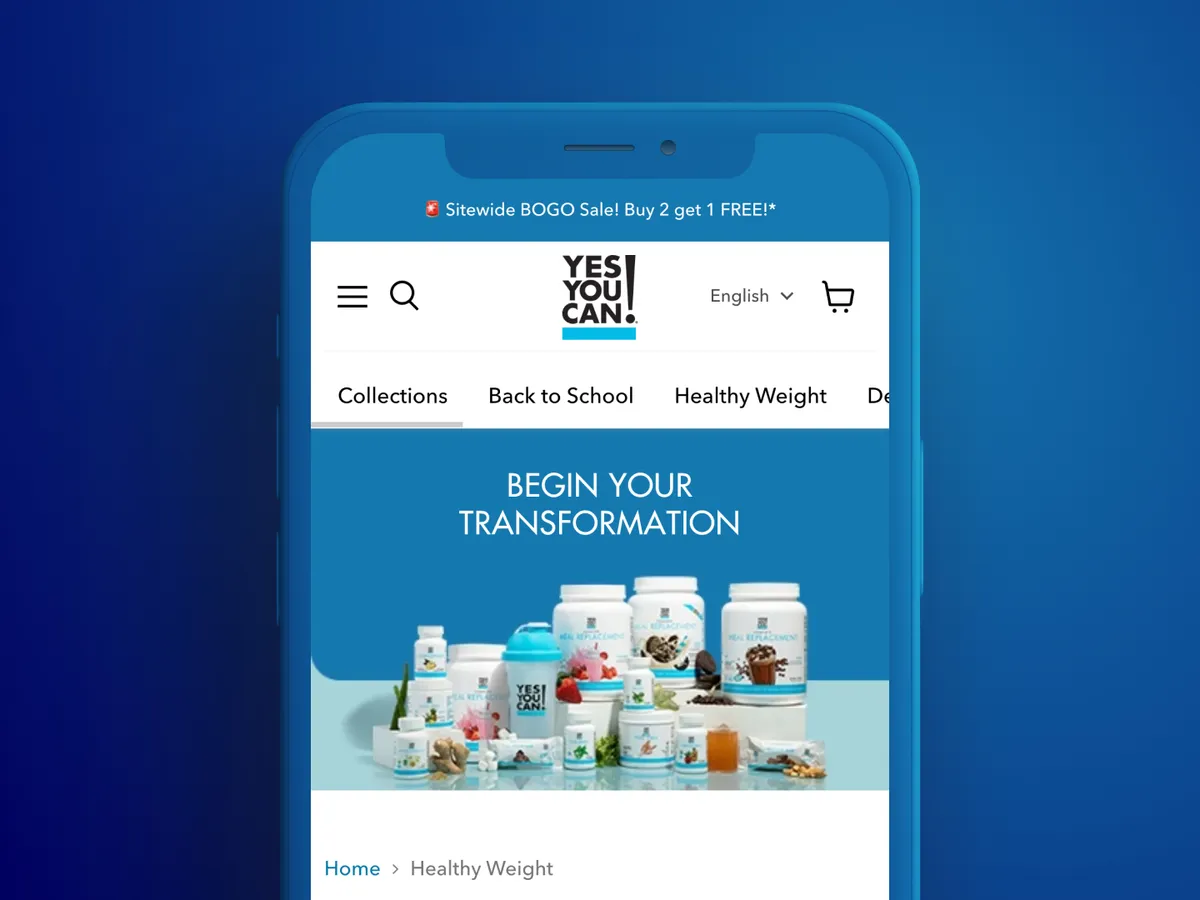 🚨 Sitewide BOGO Sale! Buy 2 get 1 FREE!*
YES
YOU
CAN!
English
Collections
Back to School
Healthy Weight
De
BEGIN YOUR
TRANSFORMATION
MEAL REPLACEMENT
MEAL REPLACEMENT
MEAL REPLACEMENT
YES
YOU
CAN!
Home > Healthy Weight